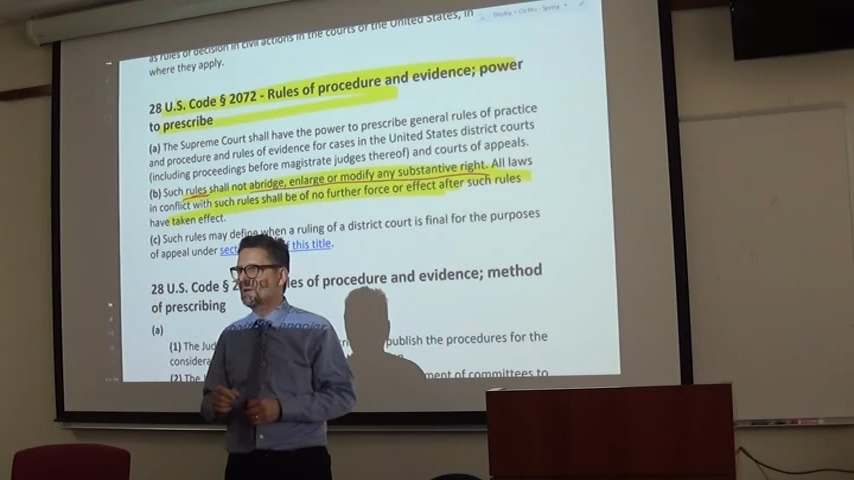 as rules of decision in civil actions in the courts of the United States, in
where they apply.
28 U.S. Code § 2072 - Rules of procedure and evidence; power
to prescribe
(a) The Supreme Court shall have the power to prescribe general rules of practice
and procedure and rules of evidence for cases in the United States district courts
(including proceedings before magistrate judges thereof) and courts of appeals.
(b) Such rules shall not abridge, enlarge or modify any substantive right. All laws
in conflict with such rules shall be of no further force or effect after such rules
have taken effect.
(c) Such rules may define when a ruling of a district court is final for the purposes
of appeal under of this title.
28 U.S. Code § of procedure and evidence; method
of prescribing
(a)
(1) The publish the procedures for the
(2) The of committees to